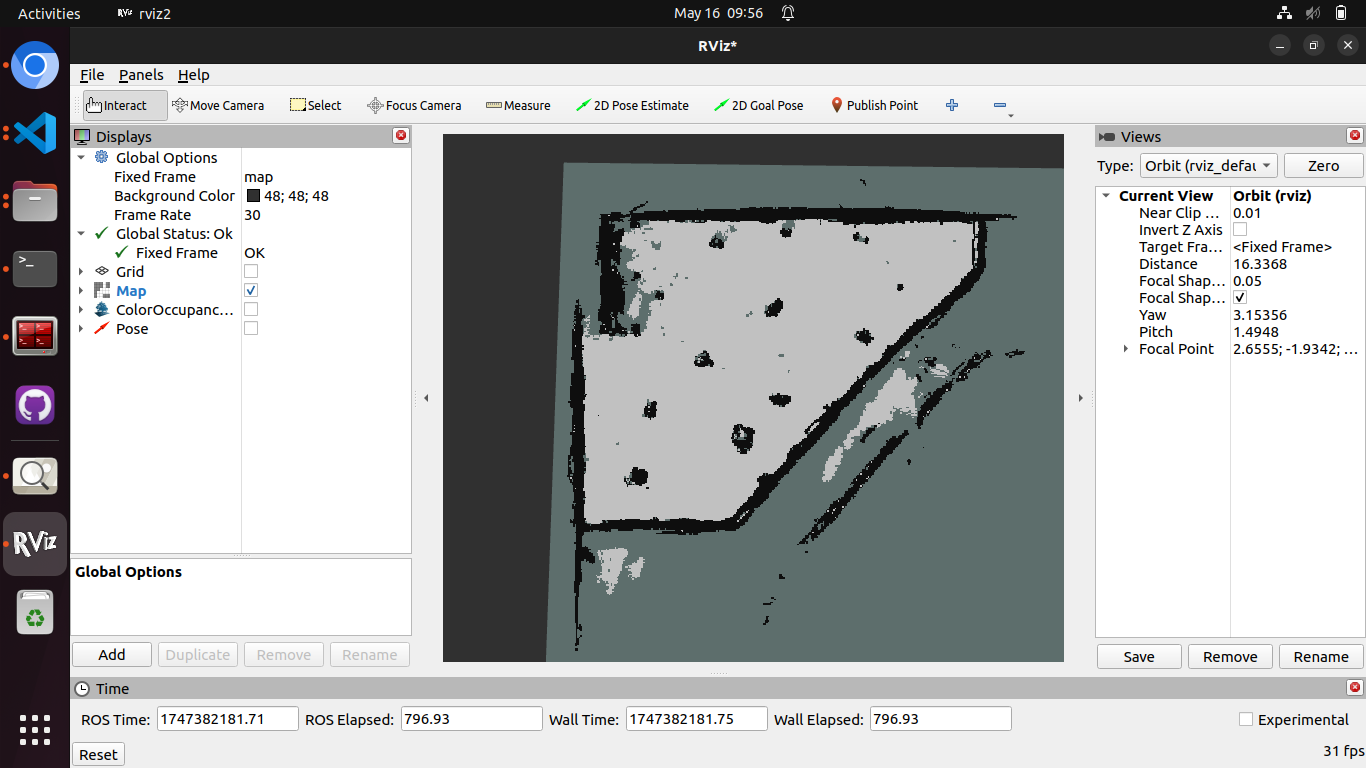 Activities
RViz rviz2
May 16 09:56
RViz*
File Panels Help
Interact Move Camera Select Focus Camera Measure 2D Pose Estimate 2D Goal Pose Publish Point
Displays
Global Options
Fixed Frame map
Background Color 48; 48; 48
Frame Rate 30
Global Status: Ok
Fixed Frame OK
Grid
Map
ColorOccupanc...
Pose
Global Options
Add Duplicate Remove Rename
Views
Type: Orbit (rviz_defau Zero
Current View Orbit (rviz)
Near Clip ... 0.01
Invert Z Axis
Target Fra... <Fixed Frame>
Distance 16.3368
Focal Shap... 0.05
Focal Shap...
Yaw 3.15356
Pitch 1.4948
Focal Point 2.6555; -1.9342; ...
Save Remove Rename
RViz
Time
ROS Time: 1747382181.71 ROS Elapsed: 796.93 Wall Time: 1747382181.75 Wall Elapsed: 796.93 Experimental
Reset 31 fps